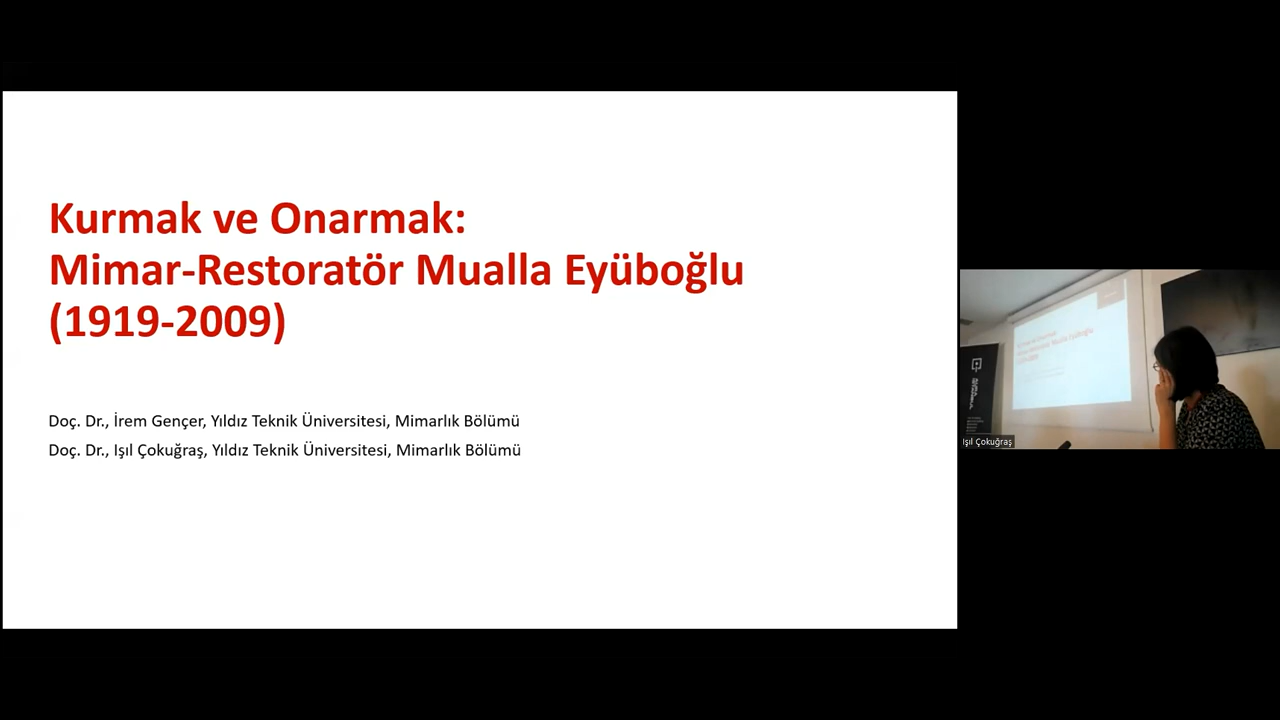 Kurmak ve Onarmak:
Mimar-Restoratör Mualla Eyüboğlu
(1919-2009)
Doç. Dr., İrem Gençer, Yıldız Teknik Üniversitesi, Mimarlık Bölümü
Doç. Dr., Işıl Çokuğraş, Yıldız Teknik Üniversitesi, Mimarlık Bölümü
Işıl Çokuğraş